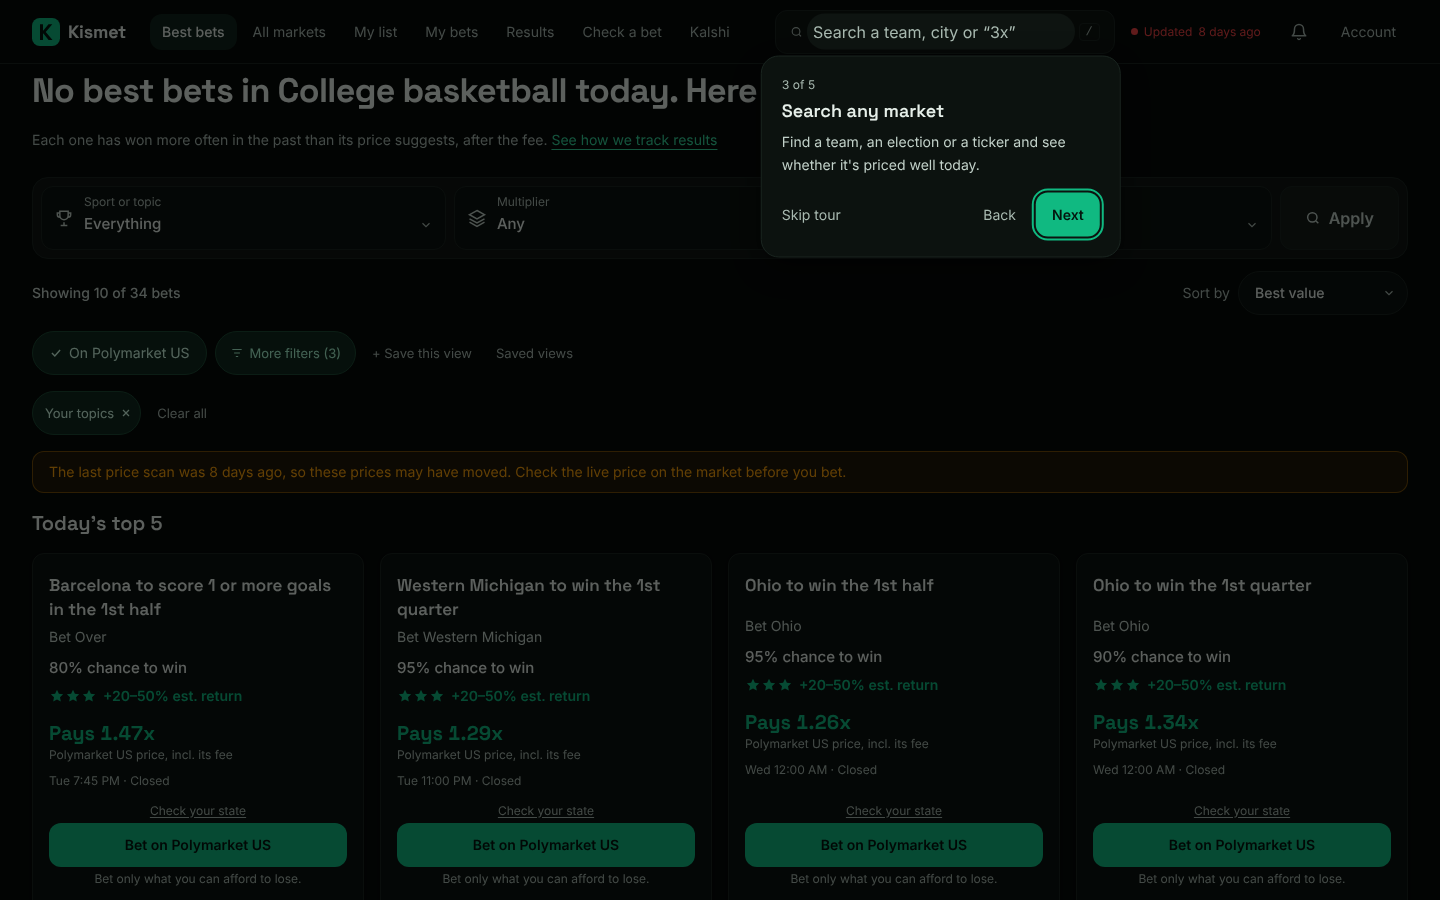 Kismet
Best bets
All markets
My list
My bets
Results
Check a bet
Kalshi
Search a team, city or “3x”
/
Updated 8 days ago
Account
No best bets in College basketball today. Here
Each one has won more often in the past than its price suggests, after the fee. See how we track results
3 of 5
Search any market
Find a team, an election or a ticker and see
whether it's priced well today.
Skip tour
Back
Next
Sport or topic
Everything
Multiplier
Any
Apply
Showing 10 of 34 bets
Sort by
Best value
On Polymarket US
More filters (3)
+ Save this view
Saved views
Your topics ×
Clear all
The last price scan was 8 days ago, so these prices may have moved. Check the live price on the market before you bet.
Today's top 5
Barcelona to score 1 or more goals
in the 1st half
Bet Over
80% chance to win
★★★ +20–50% est. return
Pays 1.47x
Polymarket US price, incl. its fee
Tue 7:45 PM · Closed
Check your state
Bet on Polymarket US
Bet only what you can afford to lose.
Western Michigan to win the 1st
quarter
Bet Western Michigan
95% chance to win
★★★ +20–50% est. return
Pays 1.29x
Polymarket US price, incl. its fee
Tue 11:00 PM · Closed
Check your state
Bet on Polymarket US
Bet only what you can afford to lose.
Ohio to win the 1st half
Bet Ohio
95% chance to win
★★★ +20–50% est. return
Pays 1.26x
Polymarket US price, incl. its fee
Wed 12:00 AM · Closed
Check your state
Bet on Polymarket US
Bet only what you can afford to lose.
Ohio to win the 1st quarter
Bet Ohio
90% chance to win
★★★ +20–50% est. return
Pays 1.34x
Polymarket US price, incl. its fee
Wed 12:00 AM · Closed
Check your state
Bet on Polymarket US
Bet only what you can afford to lose.